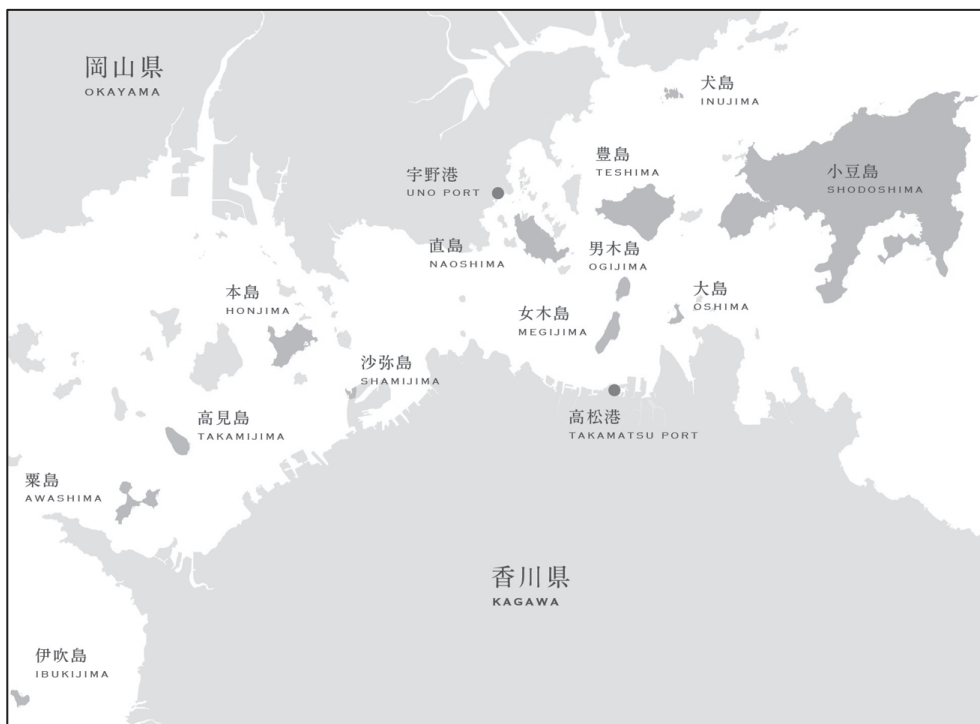 岡山県
OKAYAMA
犬島
INUJIMA
豊島
TESHIMA
小豆島
SHODOSHIMA
宇野港
UNO PORT
直島
NAOSHIMA
男木島
OGIJIMA
本島
HONJIMA
大島
OSHIMA
女木島
MEGIJIMA
沙弥島
SHAMIJIMA
高見島
TAKAMIJIMA
高松港
TAKAMATSU PORT
粟島
AWASHIMA
香川県
KAGAWA
伊吹島
IBUKIJIMA